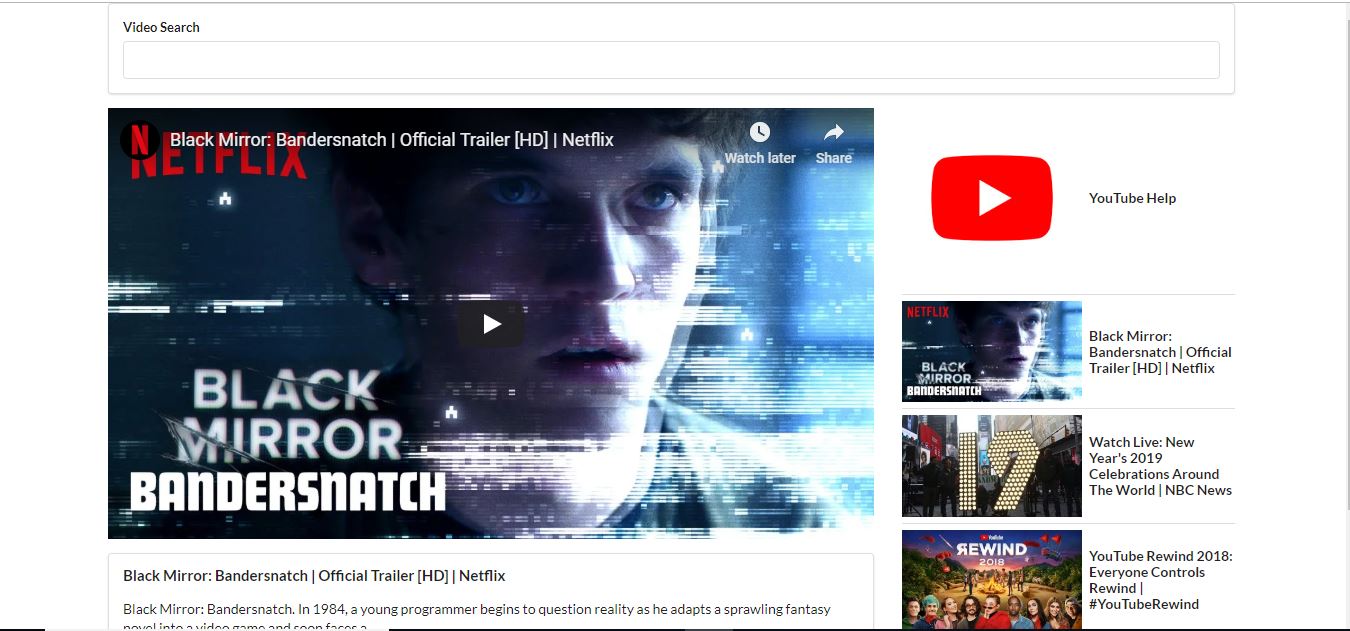 Video Search
NETFLIX
Black Mirror: Bandersnatch | Official Trailer [HD] | Netflix
Watch later
Share
BLACK
MIRROR
BANDERSNATCH
Black Mirror: Bandersnatch | Official Trailer [HD] | Netflix
Black Mirror: Bandersnatch. In 1984, a young programmer begins to question reality as he adapts a sprawling fantasy
novel into a video game and soon faces a
YouTube Help
NETFLIX
BLACK
MIRROR
BANDERSNATCH
Black Mirror:
Bandersnatch | Official
Trailer [HD] | Netflix
19
Watch Live: New
Year's 2019
Celebrations Around
The World | NBC News
YouTube
REWIND
2018
YouTube Rewind 2018:
Everyone Controls
Rewind |
#YouTubeRewind